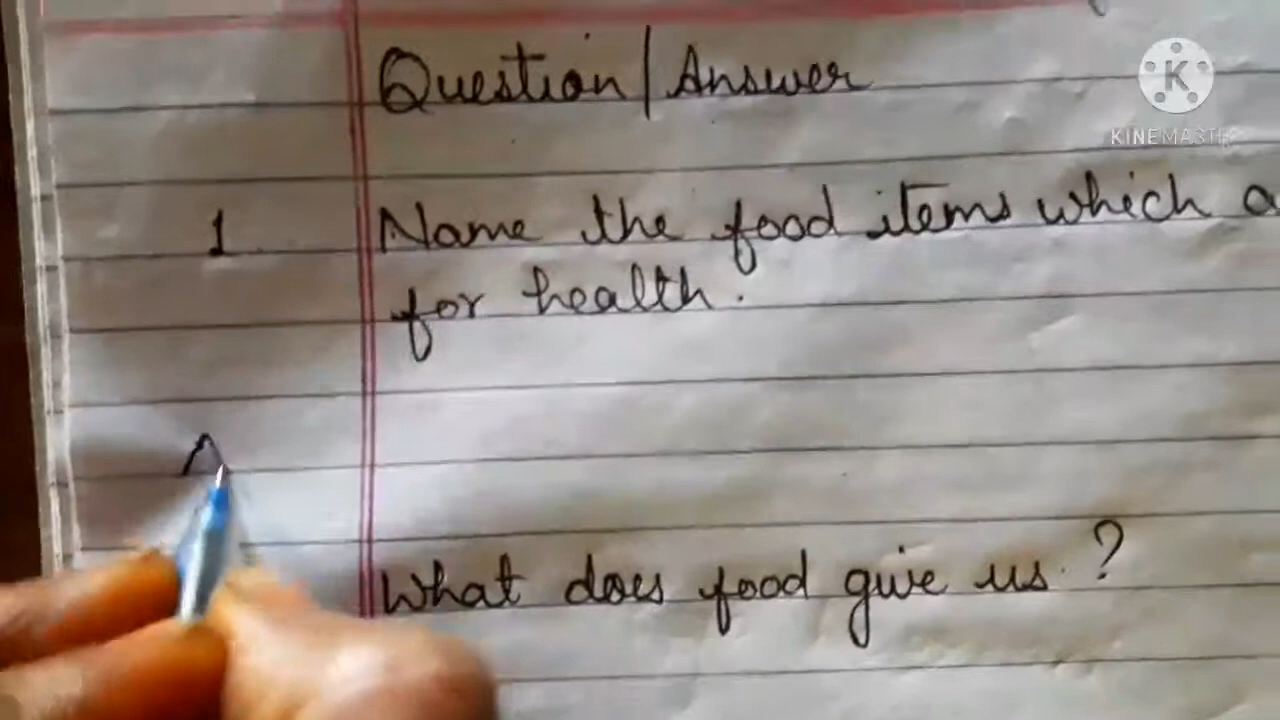 Question/Answer
K
KINEMASTER
1 Name the food items which
for health.
What does food give us ?